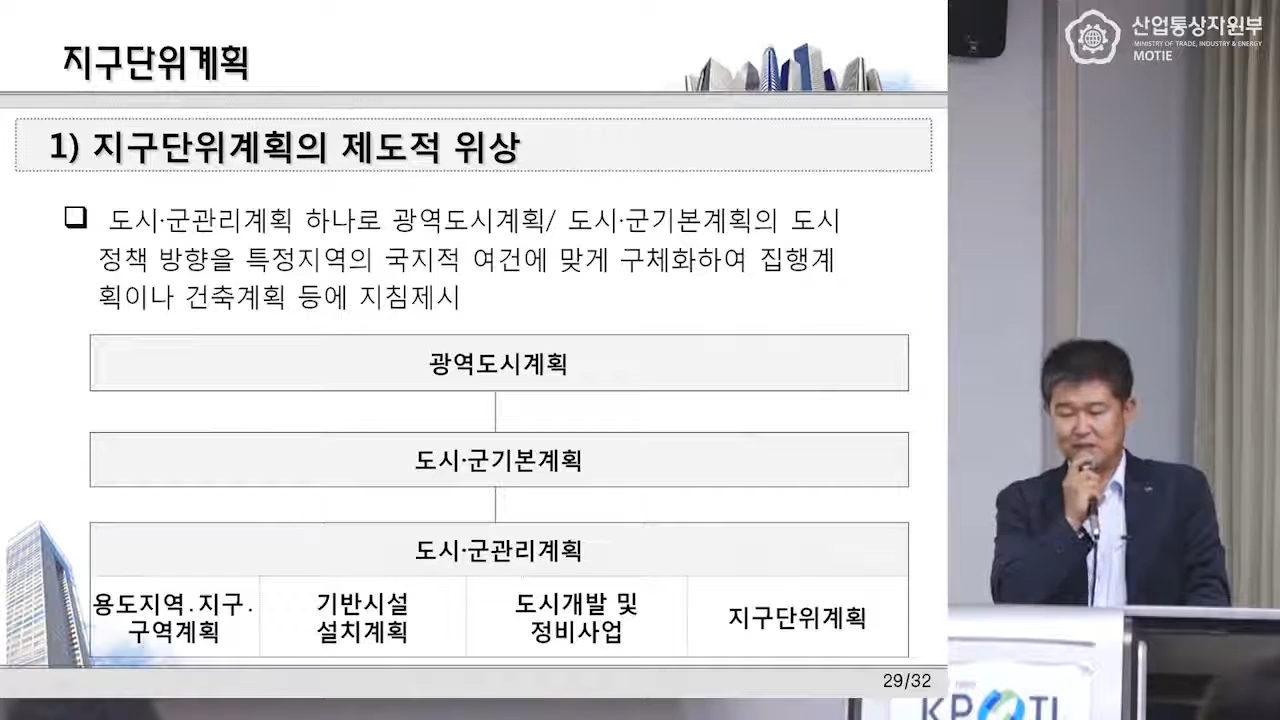 지구단위계획
산업통상자원부
MINISTRY OF TRADE, INDUSTRY & ENERGY
MOTIE
1) 지구단위계획의 제도적 위상
도시·군관리계획 하나로 광역도시계획/ 도시·군기본계획의 도시
정책 방향을 특정지역의 국지적 여건에 맞게 구체화하여 집행계
획이나 건축계획 등에 지침제시
광역도시계획
도시·군기본계획
도시·군관리계획
용도지역.지구.
구역계획
기반시설
설치계획
도시개발 및
정비사업
지구단위계획
29/32